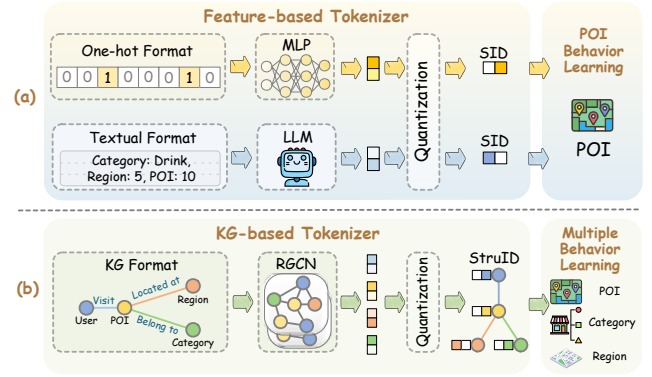 Feature-based Tokenizer
POI
Behavior
Learning
(a)
One-hot Format
0 0 1 0 0 0 0 1 0
MLP
Quantization
SID
POI
Textual Format
Category: Drink,
Region: 5, POI: 10
LLM
SID
KG-based Tokenizer
Multiple
Behavior
Learning
(b)
KG Format
Visit
Located at
Belong to
User
POI
Region
Category
RGCN
Quantization
StruID
POI
Category
Region